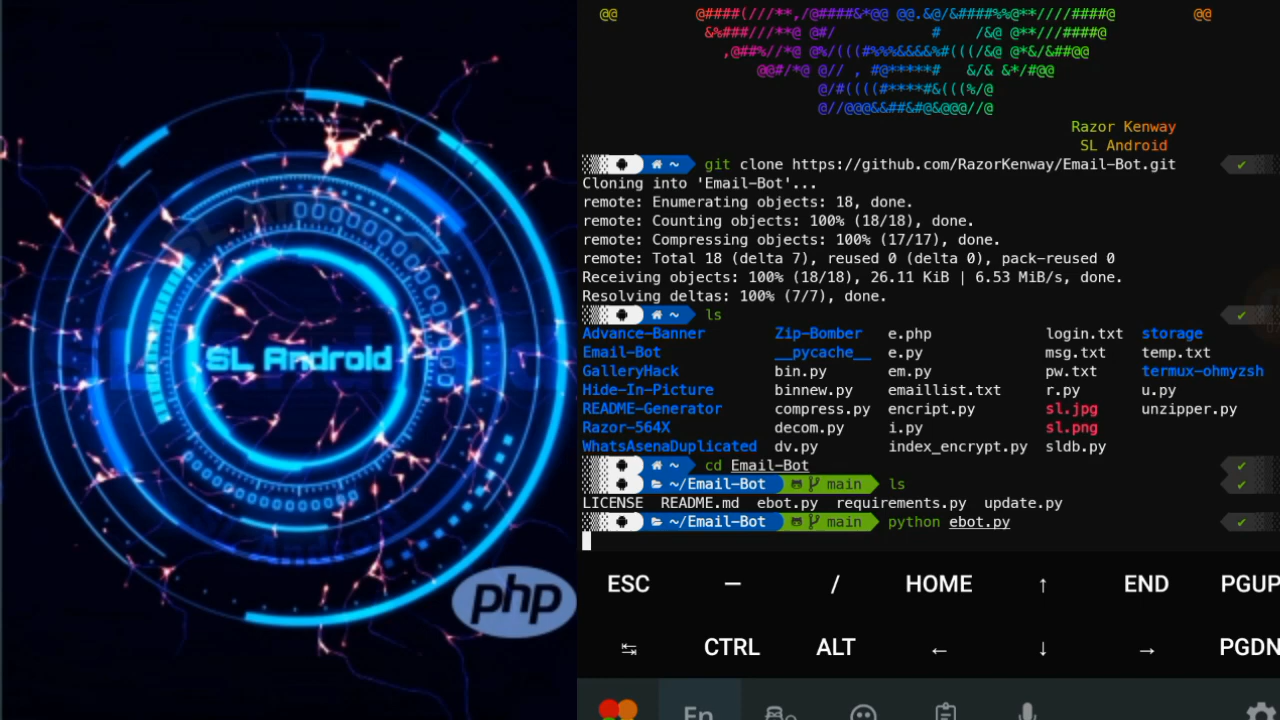 SL Android
php
@@ @####(///**,/@####&*@@ @@.&@/&####%%@**////####@ @@
&%###///**@ @#/ # /&@ @**///####@
,@##%//*@ @%/(((#%%%&&&&%#(((/&@ @*&/&##@@
@@#/*@ @// , #@*****# &/& &*/#@@
@/#((((#****#&(((%/@
@//@@@&&##&#@&@@@//@
Razor Kenway
SL Android
~ git clone https://github.com/RazorKenway/Email-Bot.git ✔
Cloning into 'Email-Bot'...
remote: Enumerating objects: 18, done.
remote: Counting objects: 100% (18/18), done.
remote: Compressing objects: 100% (17/17), done.
remote: Total 18 (delta 7), reused 0 (delta 0), pack-reused 0
Receiving objects: 100% (18/18), 26.11 KiB | 6.53 MiB/s, done.
Resolving deltas: 100% (7/7), done.
~ ls ✔
Advance-Banner Zip-Bomber e.php login.txt storage
Email-Bot __pycache__ e.py msg.txt temp.txt
GalleryHack bin.py em.py pw.txt termux-ohmyzsh
Hide-In-Picture binnew.py emaillist.txt r.py u.py
README-Generator compress.py encript.py sl.jpg unzipper.py
Razor-564X decom.py i.py sl.png
WhatsAsenaDuplicated dv.py index_encrypt.py sldb.py
~ cd Email-Bot ✔
~/Email-Bot main ls ✔
LICENSE README.md ebot.py requirements.py update.py
~/Email-Bot main python ebot.py ✔
ESC — / HOME ↑ END PGUP
↹ CTRL ALT ← ↓ → PGDN
En